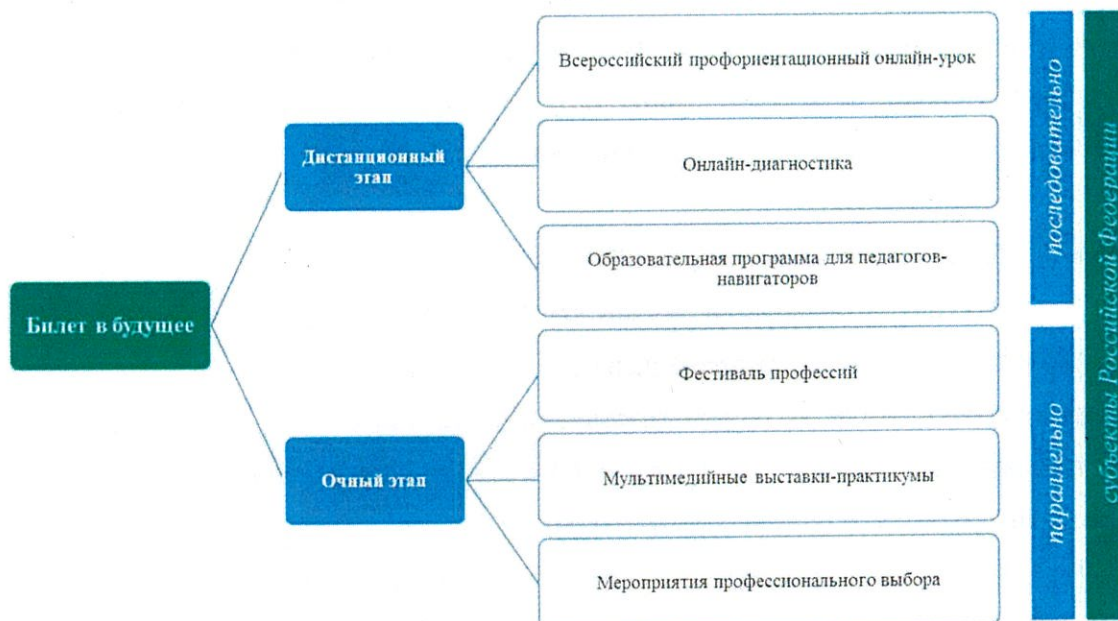 Билет в будущее
Дистанционный
этап
Всероссийский профориентационный онлайн-урок
Онлайн-диагностика
Образовательная программа для педагогов-
навигаторов
Очный этап
Фестиваль профессий
Мультимедийные выставки-практикумы
Мероприятия профессионального выбора
последовательно
параллельно
субъекты Российской Федерации